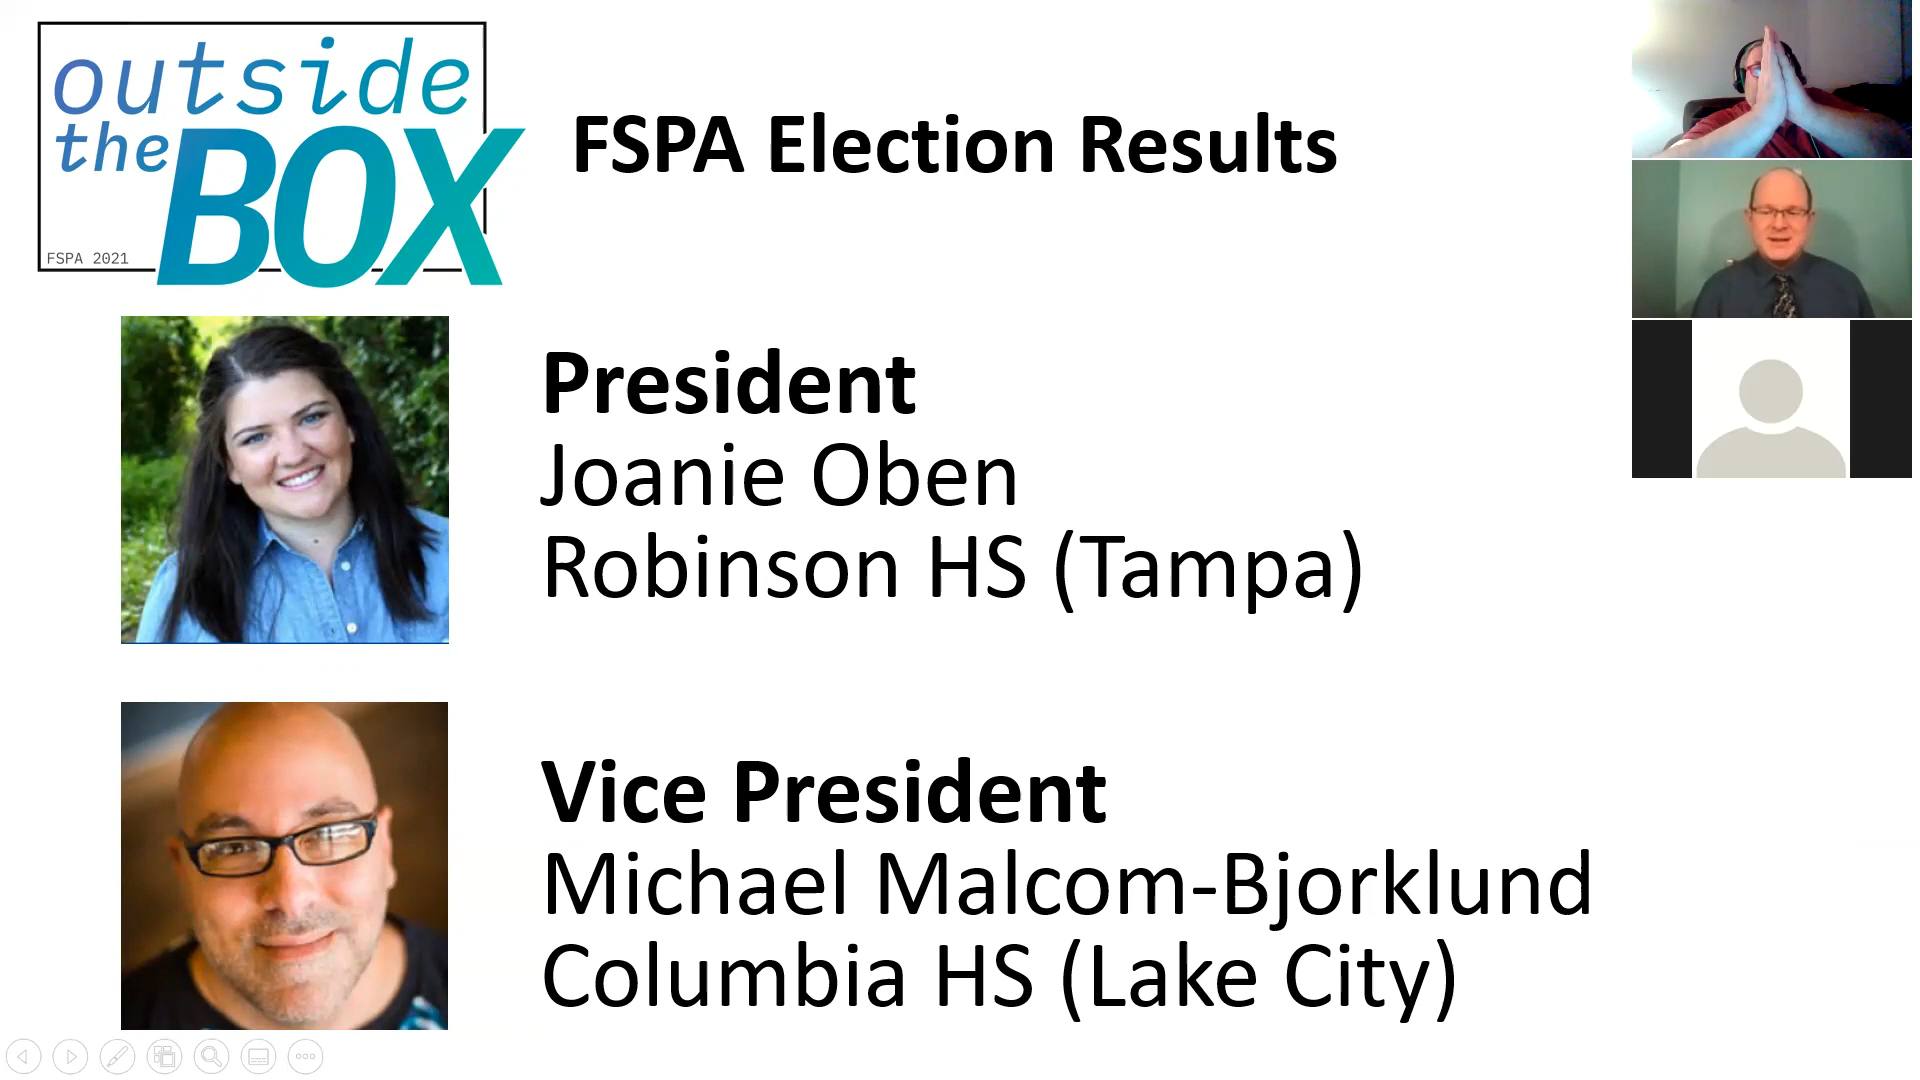 outside
the BOX
FSPA 2021
FSPA Election Results
President
Joanie Oben
Robinson HS (Tampa)
Vice President
Michael Malcom-Bjorklund
Columbia HS (Lake City)